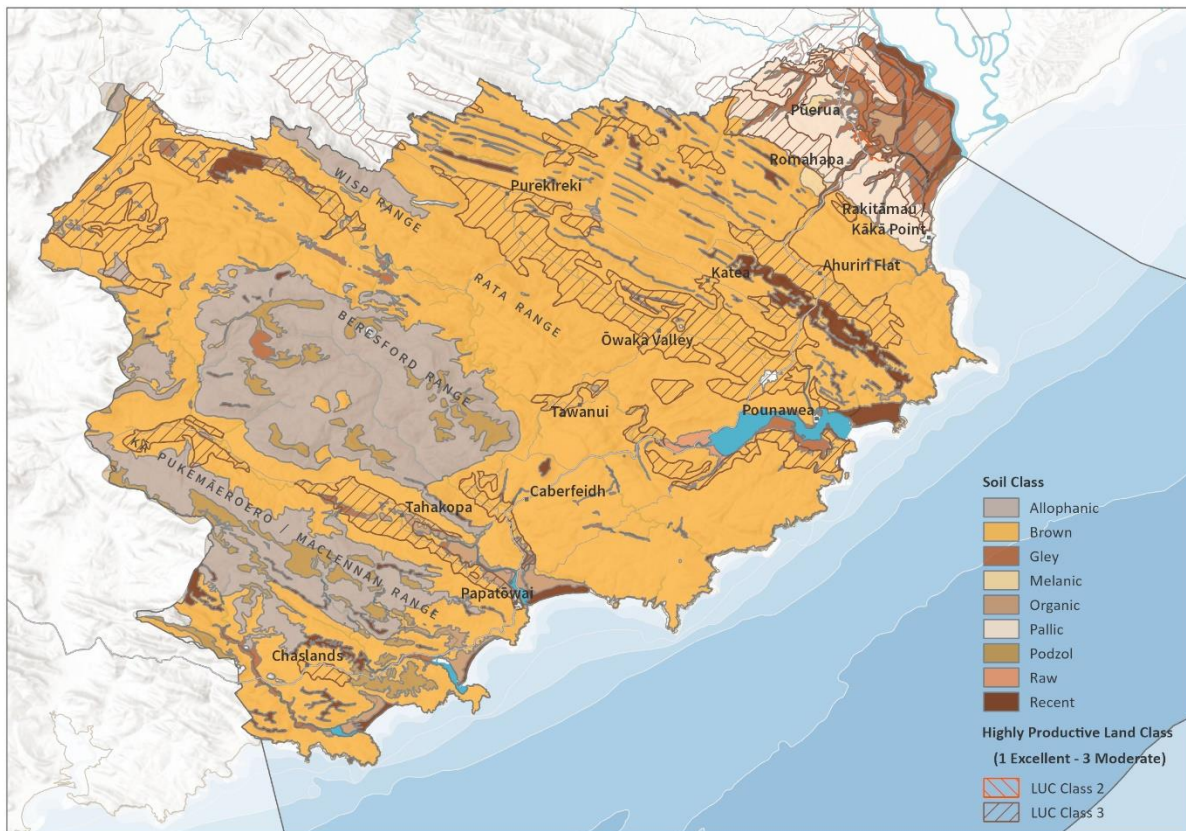 Pūerua
Romahapa
WISP RANGE
Purekireki
Rakitāmau /
Kākā Point
Katea
Ahuriri Flat
RATA RANGE
BERESFORD RANGE
Ōwaka Valley
Tawanui
Pounawea
KĀ PUKEMĀEROERO / MACLENNAN RANGE
Tahakopa
Caberfeidh
Papatōwai
Chaslands
Soil Class
Allophanic
Brown
Gley
Melanic
Organic
Pallic
Podzol
Raw
Recent
Highly Productive Land Class
(1 Excellent - 3 Moderate)
LUC Class 2
LUC Class 3